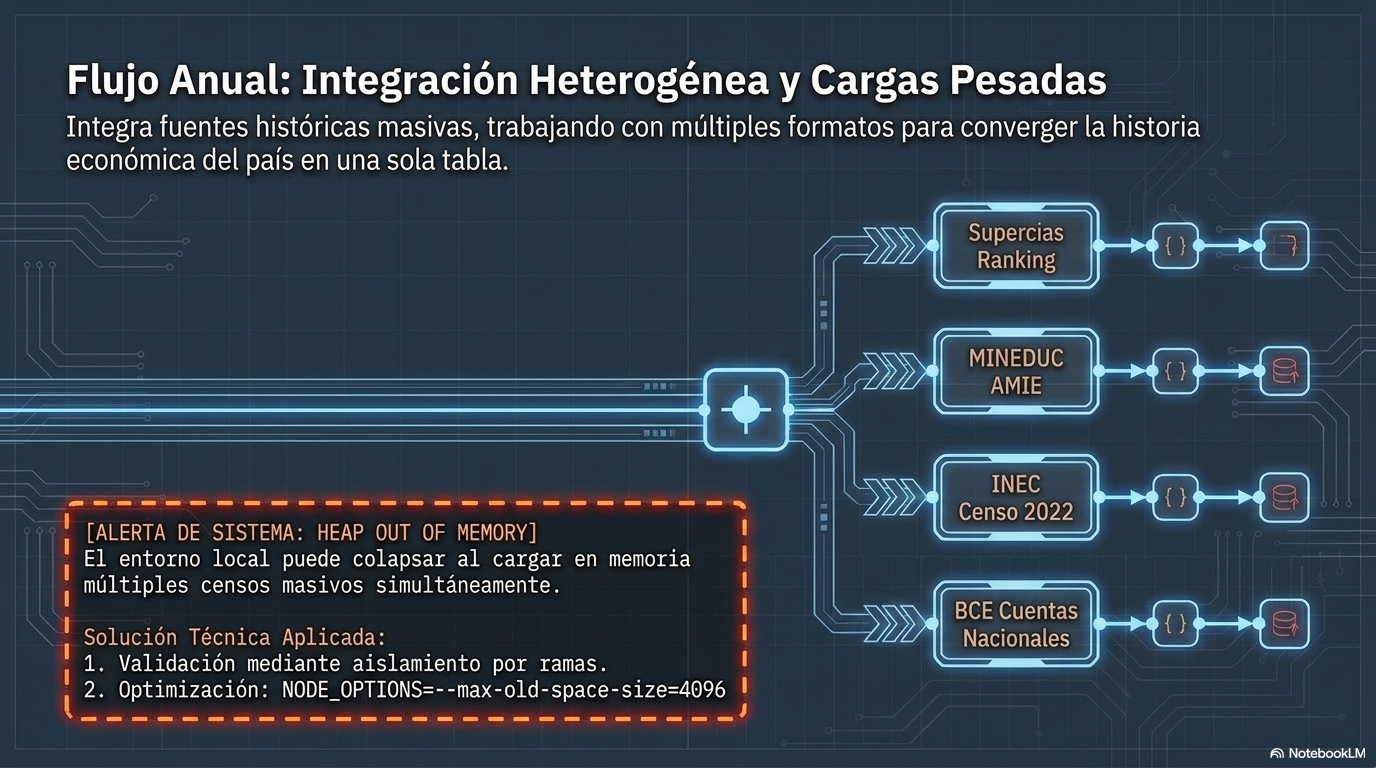 Flujo Anual: Integración Heterogénea y Cargas Pesadas
Integra fuentes históricas masivas, trabajando con múltiples formatos para converger la historia
económica del país en una sola tabla.
Supercias
Ranking
{ }
MINEDUC
AMIE
{ }
INEC
Censo 2022
{ }
BCE Cuentas
Nacionales
{ }
[ALERTA DE SISTEMA: HEAP OUT OF MEMORY]
El entorno local puede colapsar al cargar en memoria
múltiples censos masivos simultáneamente.
Solución Técnica Aplicada:
1. Validación mediante aislamiento por ramas.
2. Optimización: NODE_OPTIONS=--max-old-space-size=4096
NotebookLM